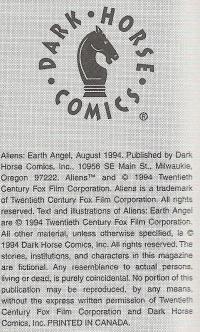 DARK HORSE
COMICS
®
Aliens: Earth Angel, August 1994. Published by Dark
Horse Comics, Inc., 10956 SE Main St., Milwaukie,
Oregon 97222. Aliens™ and © 1994 Twentieth
Century Fox Film Corporation. Aliens is a trademark
of Twentieth Century Fox Film Corporation. All rights
reserved. Text and illustrations of Aliens: Earth Angel
are © 1994 Twentieth Century Fox Film Corporation.
All other material, unless otherwise specified, is ©
1994 Dark Horse Comics, Inc. All rights reserved. The
stories, institutions, and characters in this magazine
are fictional. Any resemblance to actual persons,
living or dead, is purely coincidental. No portion of this
publication may be reproduced, by any means,
without the express written permission of Twentieth
Century Fox Film Corporation and Dark Horse
Comics, Inc. PRINTED IN CANADA.